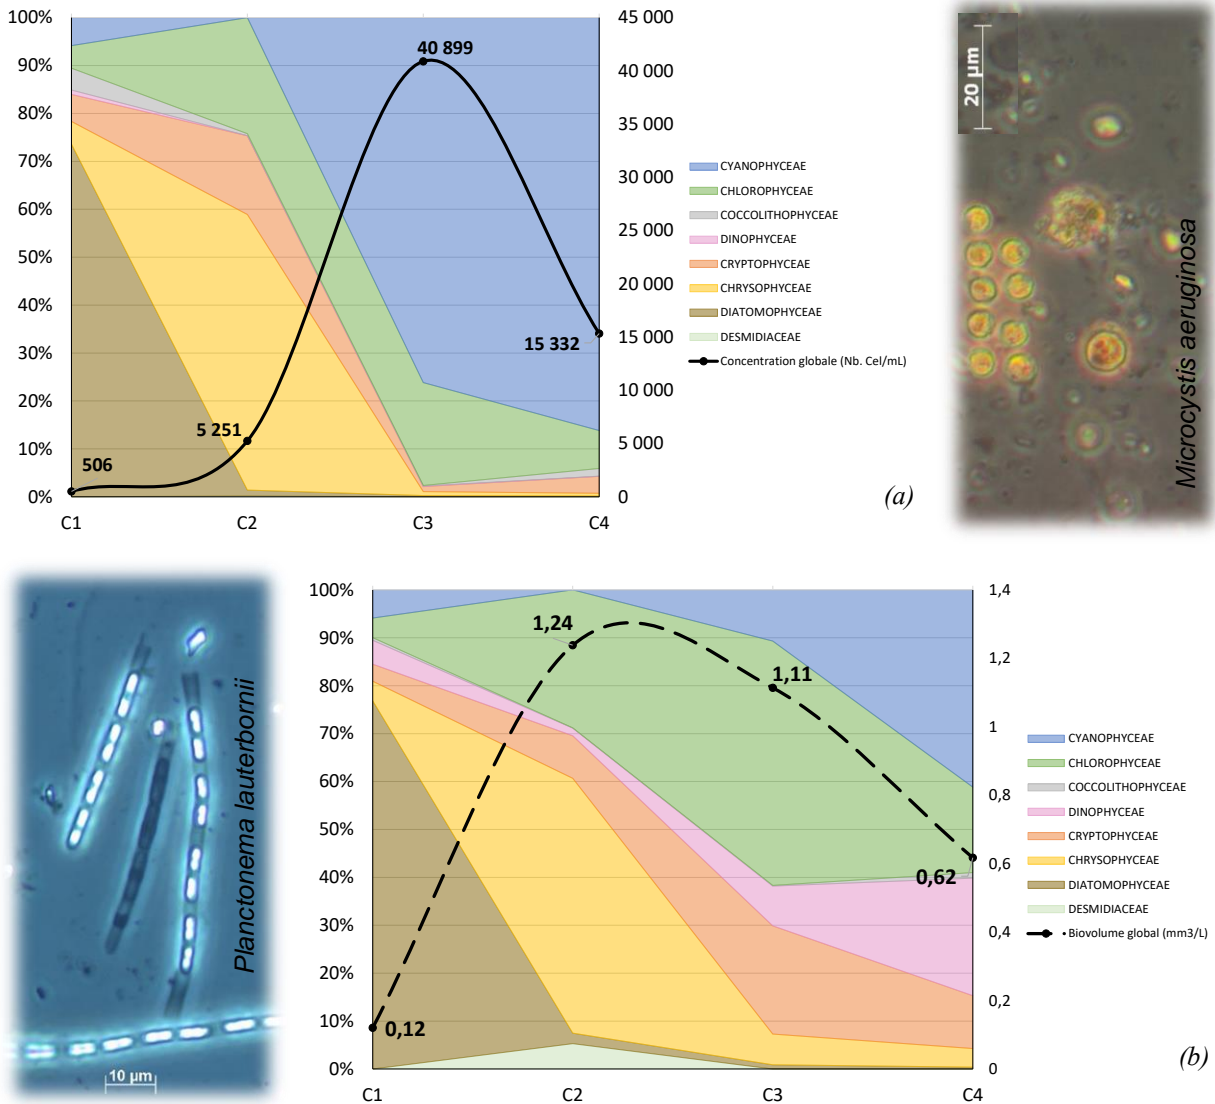 100%
90%
80%
70%
60%
50%
40%
30%
20%
10%
0%
C1
C2
C3
C4
506
5 251
40 899
15 332
45 000
40 000
35 000
30 000
25 000
20 000
15 000
10 000
5 000
0
CYANOPHYCEAE
CHLOROPHYCEAE
COCCOLITHOPHYCEAE
DINOPHYCEAE
CRYPTOPHYCEAE
CHRYSOPHYCEAE
DIATOMOPHYCEAE
DESMIDIACEAE
Concentration globale (Nb. Cel/mL)
(a)
20 µm
Microcystis aeruginosa
Planctonema lauterbornii
10 µm
100%
90%
80%
70%
60%
50%
40%
30%
20%
10%
0%
C1
C2
C3
C4
0,12
1,24
1,11
0,62
1,4
1,2
1
0,8
0,6
0,4
0,2
0
CYANOPHYCEAE
CHLOROPHYCEAE
COCCOLITHOPHYCEAE
DINOPHYCEAE
CRYPTOPHYCEAE
CHRYSOPHYCEAE
DIATOMOPHYCEAE
DESMIDIACEAE
Biovolume global (mm3/L)
(b)